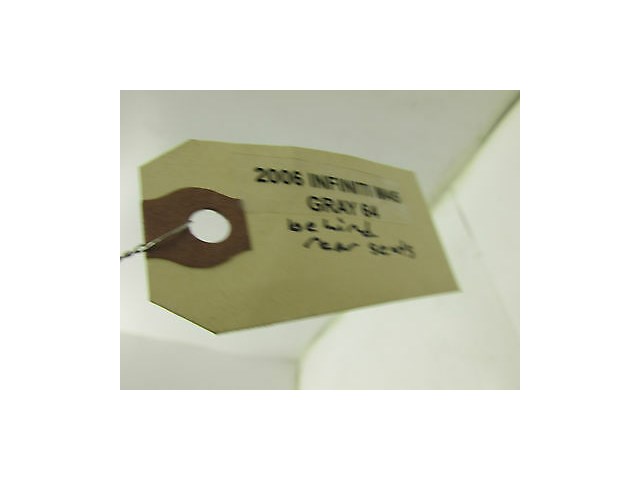 2006 INFINITI M45
GRAY 64
behind
rear seats